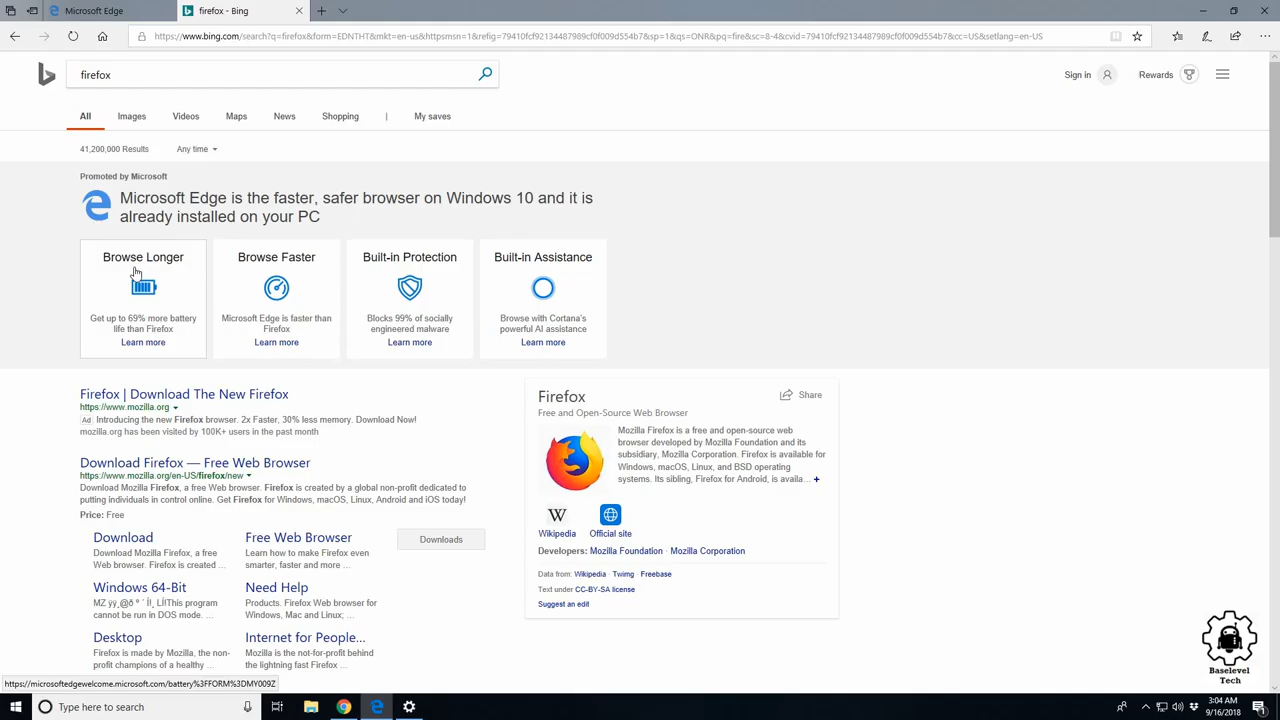 Microsoft Edge
firefox - Bing
https://www.bing.com/search?q=firefox&form=EDNTHT&mkt=en-us&httpsmsn=1&refig=79410fcf92134487989cf0f009d554b7&sp=1&qs=ONR&pq=fire&sc=8-4&cvid=79410fcf92134487989cf0f009d554b7&cc=US&setlang=en-US
firefox
Sign in
Rewards
All
Images
Videos
Maps
News
Shopping
|
My saves
41,200,000 Results
Any time
Promoted by Microsoft
Microsoft Edge is the faster, safer browser on Windows 10 and it is
already installed on your PC
Browse Longer
Get up to 69% more battery
life than Firefox
Learn more
Browse Faster
Microsoft Edge is faster than
Firefox
Learn more
Built-in Protection
Blocks 99% of socially
engineered malware
Learn more
Built-in Assistance
Browse with Cortana's
powerful AI assistance
Learn more
Firefox | Download The New Firefox
https://www.mozilla.org
Ad Introducing the new Firefox browser. 2x Faster, 30% less memory. Download Now!
mozilla.org has been visited by 100K+ users in the past month
Download Firefox — Free Web Browser
https://www.mozilla.org/en-US/firefox/new
Download Mozilla Firefox, a free Web browser. Firefox is created by a global non-profit dedicated to
putting individuals in control online. Get Firefox for Windows, macOS, Linux, Android and iOS today!
Price: Free
Download
Download Mozilla Firefox, a free
Web browser. Firefox is created ...
Free Web Browser
Learn how to make Firefox even
smarter, faster and more ...
Downloads
Windows 64-Bit
MZ ÿÿ¸@ð º ´ Í!¸ LÍ!This program
cannot be run in DOS mode. ...
Need Help
Products. Firefox Web browser for
Windows, Mac and Linux; ...
Desktop
Firefox is made by Mozilla, the non-
profit champions of a healthy ...
Internet for People...
Mozilla is the not-for-profit behind
the lightning fast Firefox ...
Firefox
Share
Free and Open-Source Web Browser
Mozilla Firefox is a free and open-source web
browser developed by Mozilla Foundation and its
subsidiary, Mozilla Corporation. Firefox is available for
Windows, macOS, Linux, and BSD operating
systems. Its sibling, Firefox for Android, is availa... +
W
Wikipedia
Official site
Developers: Mozilla Foundation · Mozilla Corporation
Data from: Wikipedia · Twimg · Freebase
Text under CC-BY-SA license
Suggest an edit
Baselevel
Tech
https://microsoftedgewelcome.microsoft.com/battery%3FFORM%3DMY009Z
Type here to search
3:04 AM
9/16/2018
1